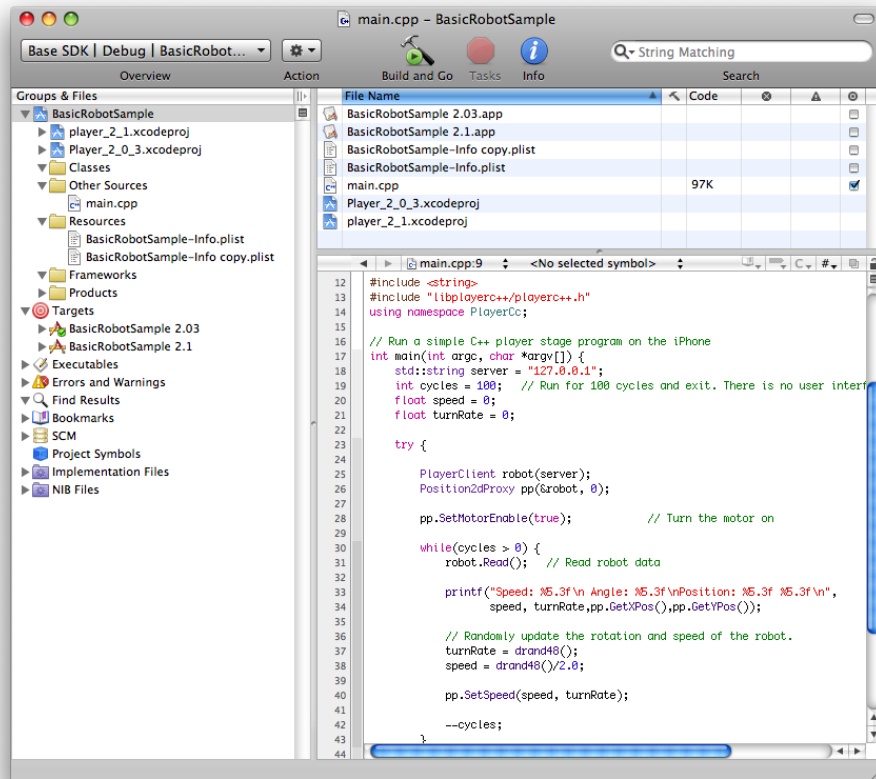 main.cpp – BasicRobotSample
Base SDK | Debug | BasicRobot...
String Matching
Overview Action Build and Go Tasks Info Search
Groups & Files
BasicRobotSample
player_2_1.xcodeproj
Player_2_0_3.xcodeproj
Classes
Other Sources
main.cpp
Resources
BasicRobotSample-Info.plist
BasicRobotSample-Info copy.plist
Frameworks
Products
Targets
BasicRobotSample 2.03
BasicRobotSample 2.1
Executables
Errors and Warnings
Find Results
Bookmarks
SCM
Project Symbols
Implementation Files
NIB Files
File Name Code
BasicRobotSample 2.03.app
BasicRobotSample 2.1.app
BasicRobotSample-Info copy.plist
BasicRobotSample-Info.plist
main.cpp 97K
Player_2_0_3.xcodeproj
player_2_1.xcodeproj
main.cpp:9 <No selected symbol> C #
12 #include <string>
13 #include "libplayerc++/playerc++.h"
14 using namespace PlayerCc;
15
16 // Run a simple C++ player stage program on the iPhone
17 int main(int argc, char *argv[]) {
18 std::string server = "127.0.0.1";
19 int cycles = 100; // Run for 100 cycles and exit. There is no user interf
20 float speed = 0;
21 float turnRate = 0;
22
23 try {
24
25 PlayerClient robot(server);
26 Position2dProxy pp(&robot, 0);
27
28 pp.SetMotorEnable(true); // Turn the motor on
29
30 while(cycles > 0) {
31 robot.Read(); // Read robot data
32
33 printf("Speed: %5.3f\n Angle: %5.3f\nPosition: %5.3f %5.3f\n",
34 speed, turnRate,pp.GetXPos(),pp.GetYPos());
35
36 // Randomly update the rotation and speed of the robot.
37 turnRate = drand48();
38 speed = drand48()/2.0;
39
40 pp.SetSpeed(speed, turnRate);
41
42 --cycles;
43 }
44